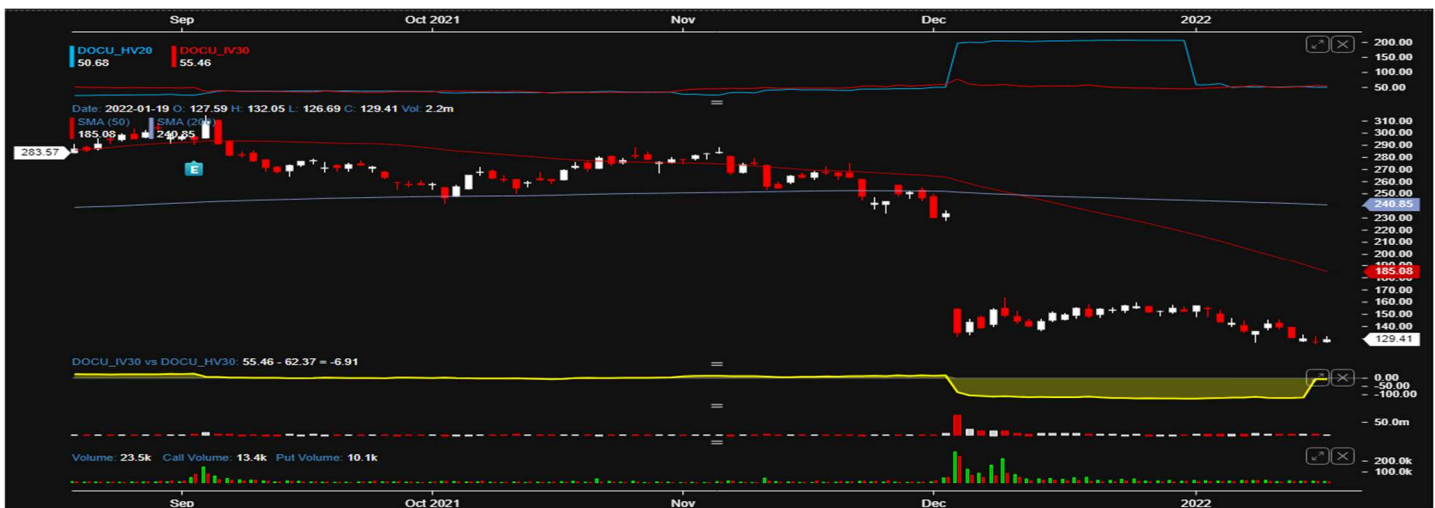 Sep Oct 2021 Nov Dec 2022
DOCU_HV20 DOCU_IV30
50.68 55.46
200.00
150.00
100.00
50.00
Date: 2022-01-19 O: 127.59 H: 132.05 L: 126.69 C: 129.41 Vol: 2.2m
SMA (50) SMA (200)
185.08 240.85
283.57
E
310.00
300.00
290.00
280.00
270.00
260.00
250.00
240.85
230.00
220.00
210.00
200.00
185.08
170.00
160.00
150.00
140.00
129.41
DOCU_IV30 vs DOCU_HV30: 55.46 - 62.37 = -6.91
0.00
-50.00
-100.00
50.0m
Volume: 23.5k Call Volume: 13.4k Put Volume: 10.1k
200.0k
100.0k
Sep Oct 2021 Nov Dec 2022